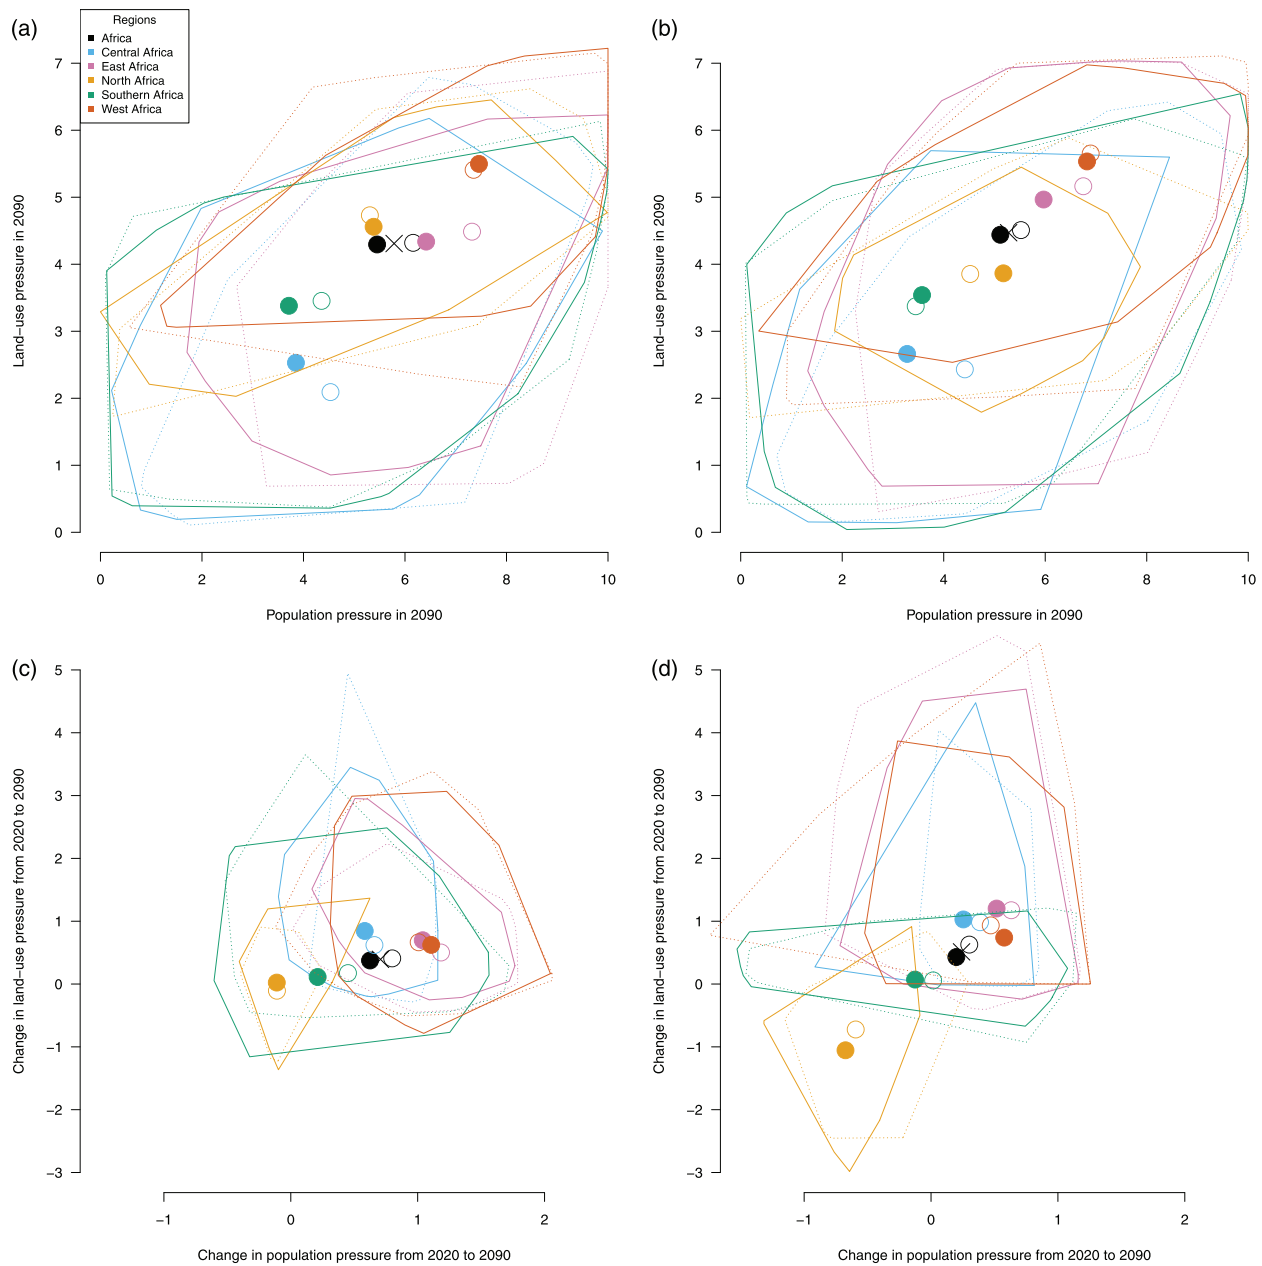 (a)
Regions
Africa
Central Africa
East Africa
North Africa
Southern Africa
West Africa
7
6
5
4
3
2
1
0
Land−use pressure in 2090
0 2 4 6 8 10
Population pressure in 2090
(b)
7
6
5
4
3
2
1
0
Land−use pressure in 2090
0 2 4 6 8 10
Population pressure in 2090
(c)
5
4
3
2
1
0
−1
−2
−3
Change in land−use pressure from 2020 to 2090
−1 0 1 2
Change in population pressure from 2020 to 2090
(d)
5
4
3
2
1
0
−1
−2
−3
Change in land−use pressure from 2020 to 2090
−1 0 1 2
Change in population pressure from 2020 to 2090